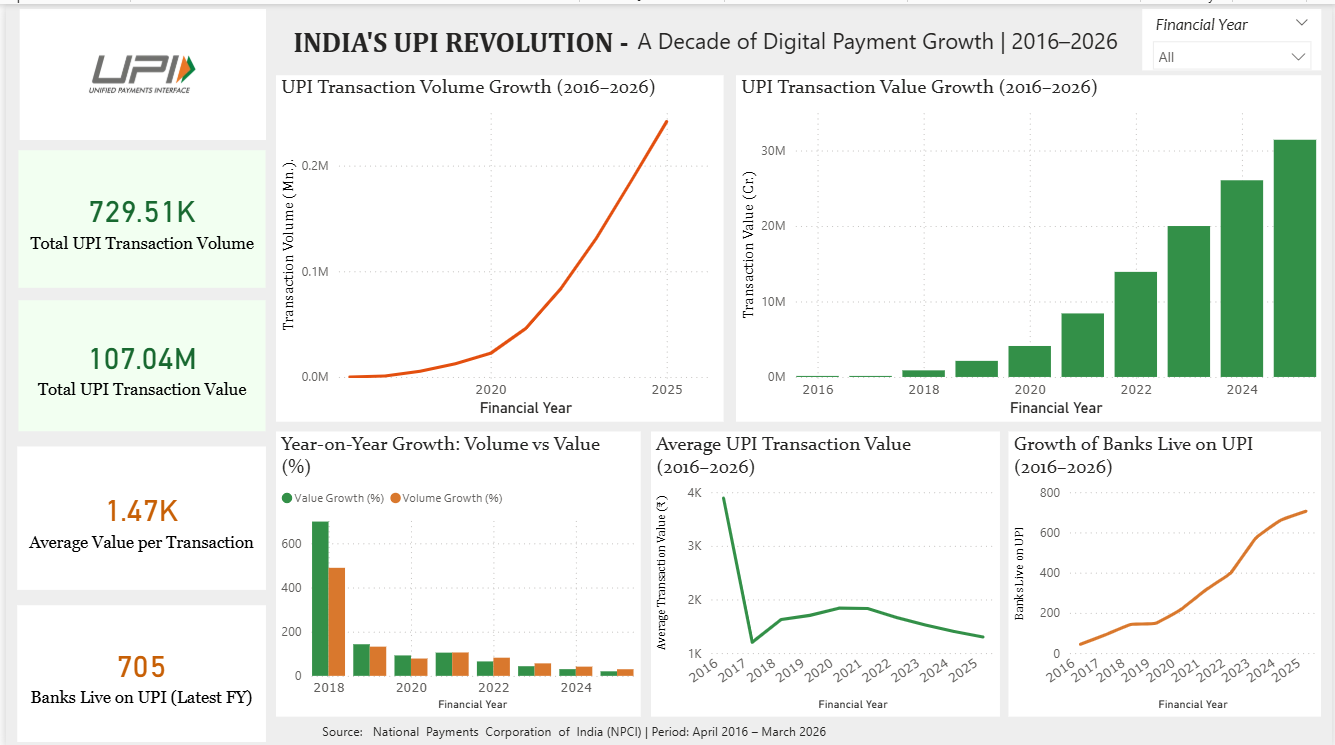 UPI
UNIFIED PAYMENTS INTERFACE
INDIA'S UPI REVOLUTION - A Decade of Digital Payment Growth | 2016–2026
Financial Year
All
729.51K
Total UPI Transaction Volume
107.04M
Total UPI Transaction Value
1.47K
Average Value per Transaction
705
Banks Live on UPI (Latest FY)
UPI Transaction Volume Growth (2016–2026)
Transaction Volume (Mn.).
0.2M
0.1M
0.0M
2020 2025
Financial Year
UPI Transaction Value Growth (2016–2026)
Transaction Value (Cr.)
30M
20M
10M
0M
2016 2018 2020 2022 2024
Financial Year
Year-on-Year Growth: Volume vs Value
(%)
Value Growth (%) Volume Growth (%)
600
400
200
0
2018 2020 2022 2024
Financial Year
Average UPI Transaction Value
(2016–2026)
Average Transaction Value (₹)
4K
3K
2K
1K
2016 2017 2018 2019 2020 2021 2022 2023 2024 2025
Financial Year
Growth of Banks Live on UPI
(2016–2026)
Banks Live on UPI
800
600
400
200
0
2016 2017 2018 2019 2020 2021 2022 2023 2024 2025
Financial Year
Source: National Payments Corporation of India (NPCI) | Period: April 2016 – March 2026